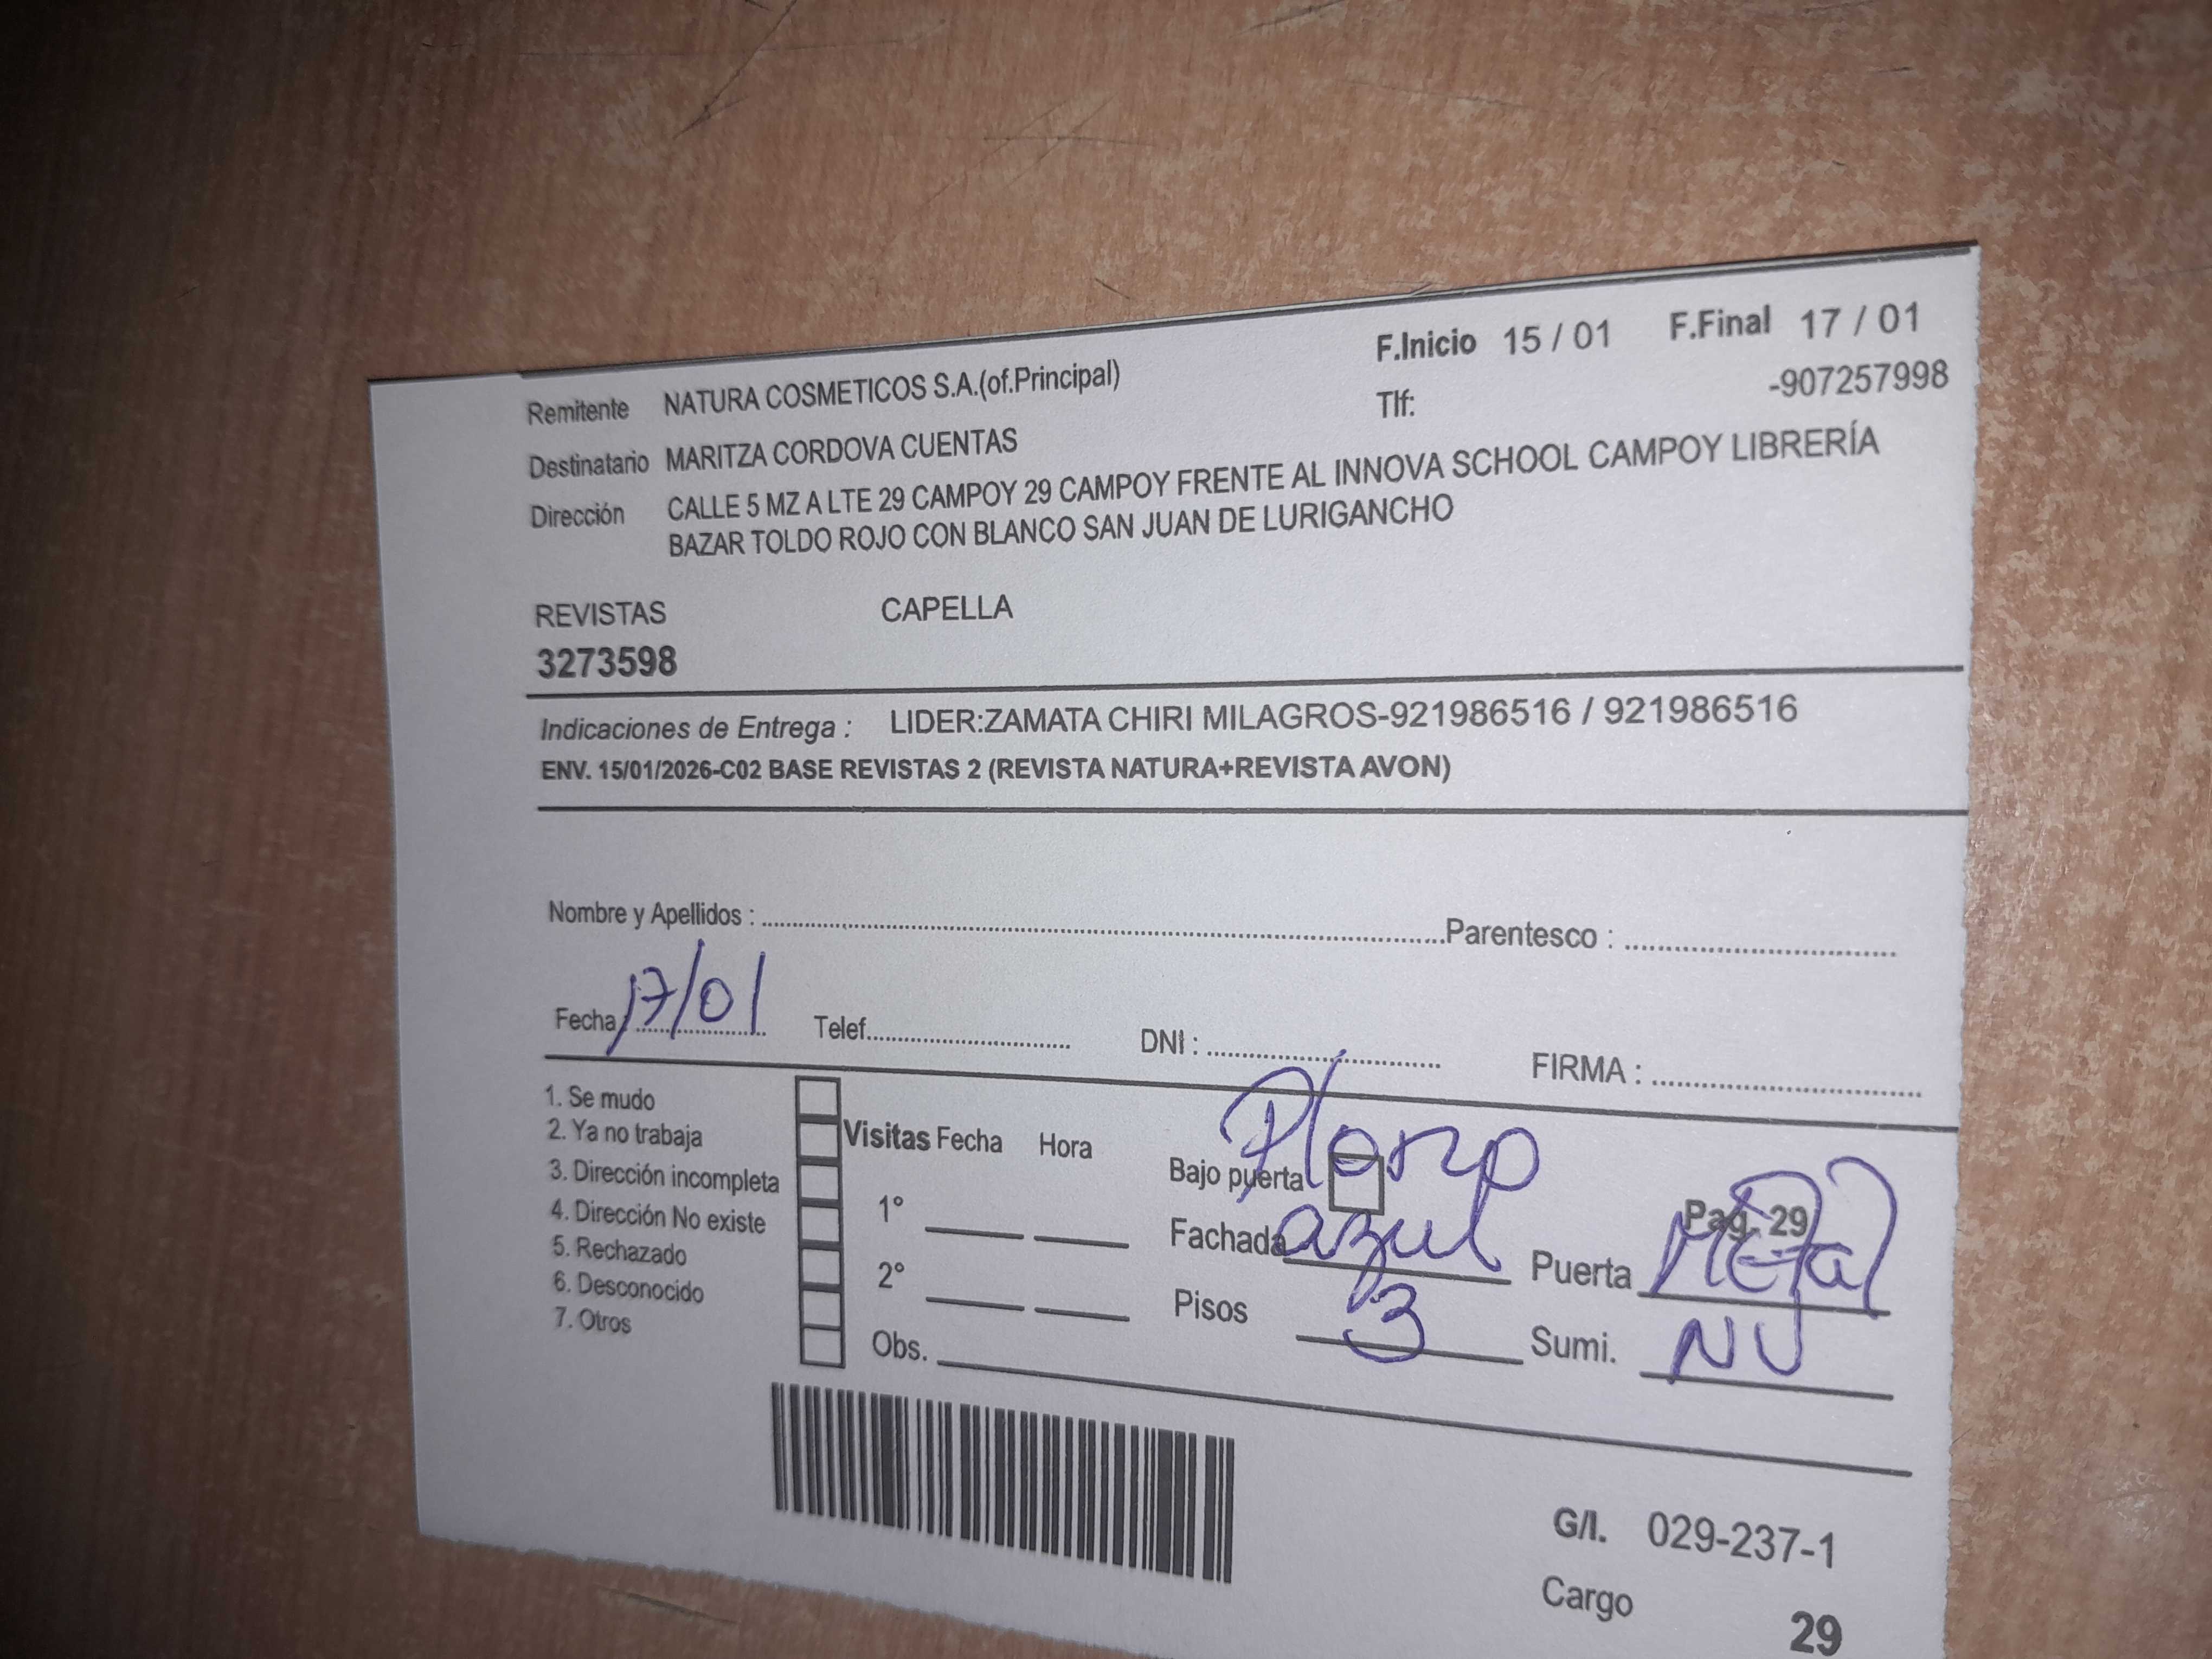 F.Inicio 15 / 01 F.Final 17 / 01
Remitente NATURA COSMETICOS S.A.(of.Principal) Tlf: -907257998
Destinatario MARITZA CORDOVA CUENTAS
Dirección CALLE 5 MZ A LTE 29 CAMPOY 29 CAMPOY FRENTE AL INNOVA SCHOOL CAMPOY LIBRERÍA
BAZAR TOLDO ROJO CON BLANCO SAN JUAN DE LURIGANCHO
REVISTAS CAPELLA
3273598
Indicaciones de Entrega : LIDER:ZAMATA CHIRI MILAGROS-921986516 / 921986516
ENV. 15/01/2026-C02 BASE REVISTAS 2 (REVISTA NATURA+REVISTA AVON)
Nombre y Apellidos : Parentesco :
Fecha: 17/01 Telef. DNI : FIRMA :
1. Se mudo
2. Ya no trabaja
3. Dirección incompleta
4. Dirección No existe
5. Rechazado
6. Desconocido
7. Otros
Visitas Fecha Hora
1°
2°
Obs.
Bajo puerta
Fachada azul Puerta Metal
Pag. 29
Pisos 3 Sumi. NV
G/I. 029-237-1
Cargo 29